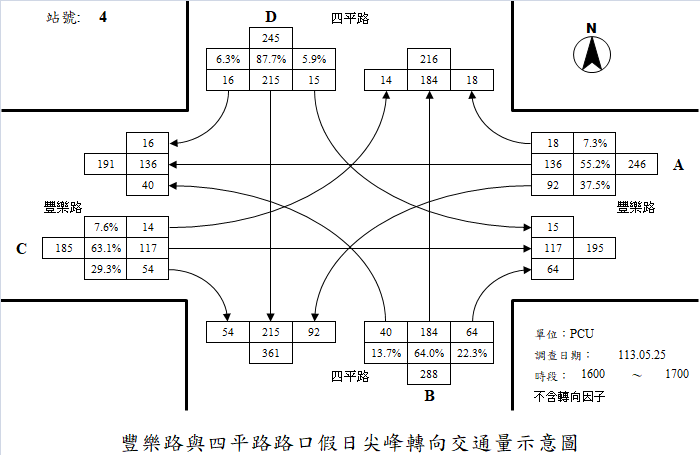 站號: 4
D
四平路
N
245
6.3% 87.7% 5.9%
16 215 15
216
14 184 18
16
191 136
40
18 7.3%
136 55.2% 246
92 37.5%
A
豐樂路
豐樂路
C
7.6% 14
185 63.1% 117
29.3% 54
15
117 195
64
54 215 92
361
40 184 64
13.7% 64.0% 22.3%
288
四平路
B
單位：PCU
調查日期： 113.05.25
時段： 1600 ～ 1700
不含轉向因子
豐樂路與四平路路口假日尖峰轉向交通量示意圖